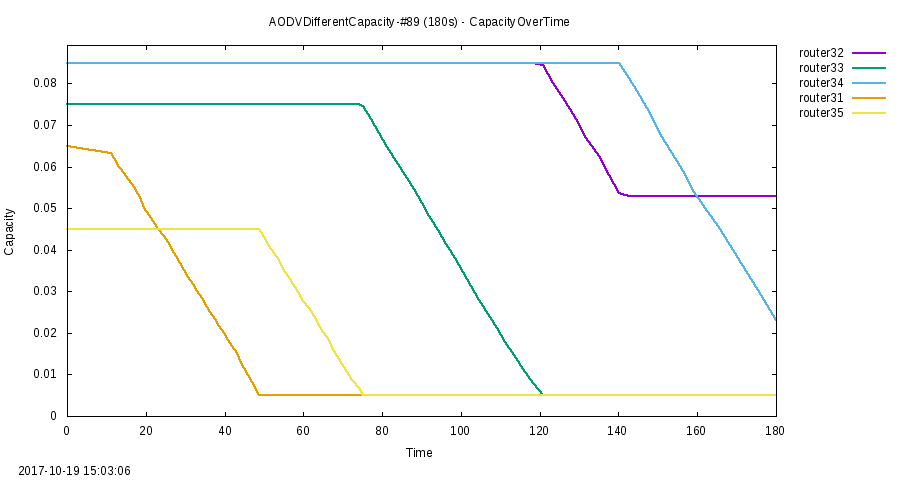 AODVDifferentCapacity-#89 (180s) - CapacityOverTime
router32
router33
router34
router31
router35
0.08
0.07
0.06
0.05
0.04
0.03
0.02
0.01
0
Capacity
0 20 40 60 80 100 120 140 160 180
Time
2017-10-19 15:03:06